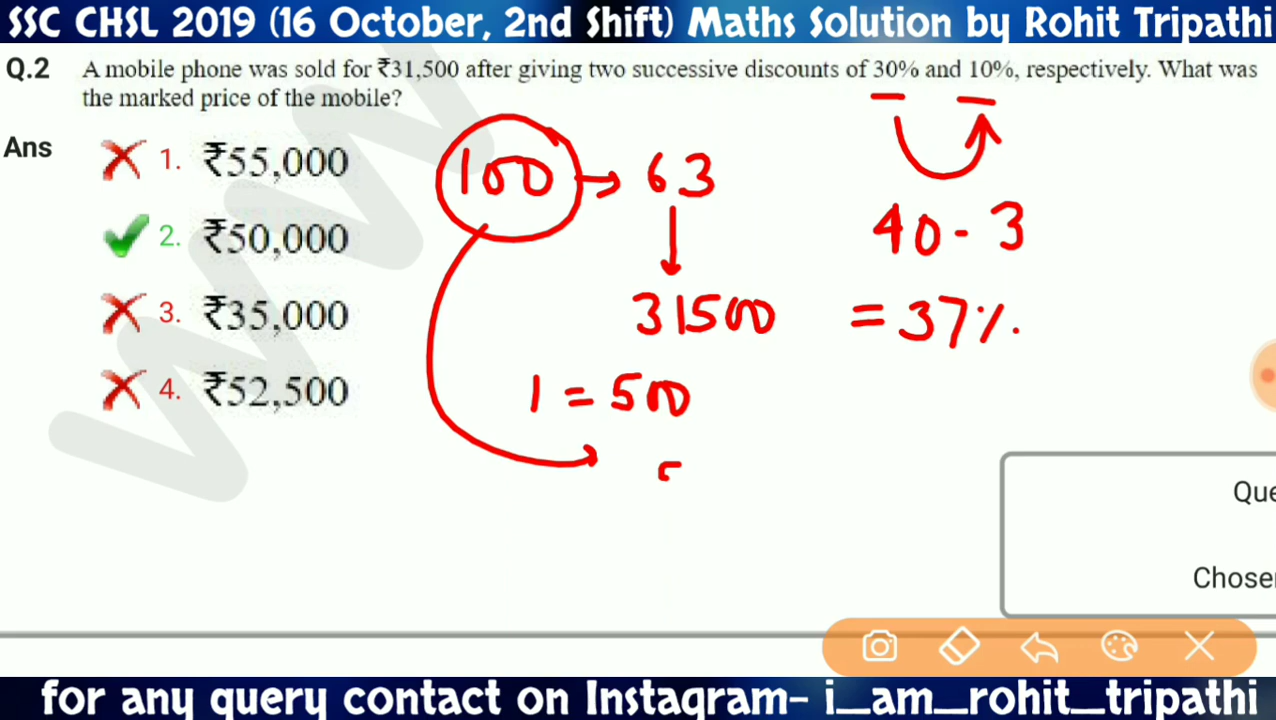 SSC CHSL 2019 (16 October, 2nd Shift) Maths Solution by Rohit Tripathi
Q.2 A mobile phone was sold for ₹31,500 after giving two successive discounts of 30% and 10%, respectively. What was
the marked price of the mobile?
Ans
1. ₹55,000
2. ₹50,000
3. ₹35,000
4. ₹52,500
100 → 63
31500
1 = 500
5
40 - 3
= 37%
Que
Chosen
for any query contact on Instagram- i_am_rohit_tripathi